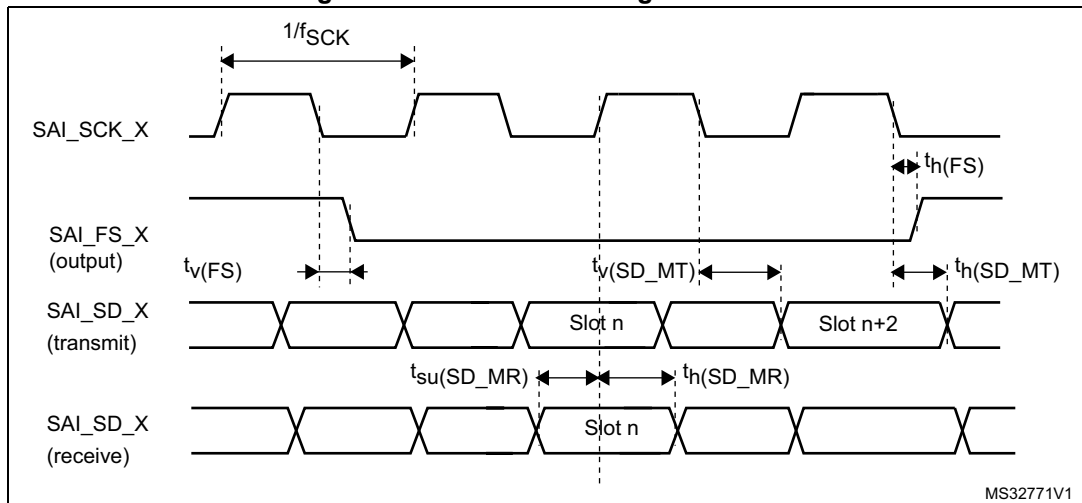 1/fSCK
SAI_SCK_X
th(FS)
SAI_FS_X
(output)
tv(FS)
tv(SD_MT)
th(SD_MT)
SAI_SD_X
(transmit)
Slot n
Slot n+2
tsu(SD_MR)
th(SD_MR)
SAI_SD_X
(receive)
Slot n
MS32771V1